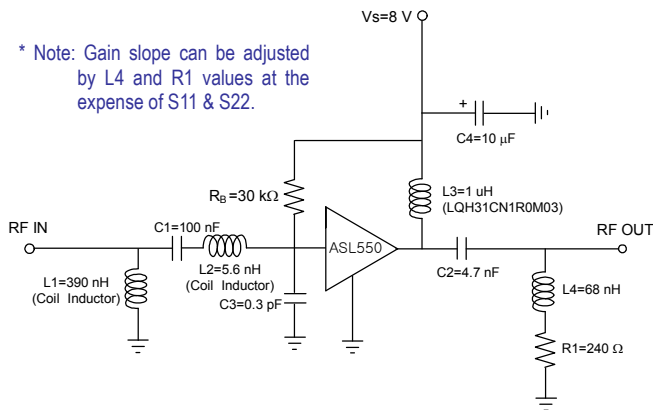 Vs=8 V
* Note: Gain slope can be adjusted
by L4 and R1 values at the
expense of S11 & S22.
+
C4=10 μF
RB=30 kΩ
L3=1 uH
(LQH31CN1R0M03)
RF IN
C1=100 nF
ASL550
RF OUT
L2=5.6 nH
(Coil Inductor)
C2=4.7 nF
L1=390 nH
(Coil Inductor)
C3=0.3 pF
L4=68 nH
R1=240 Ω